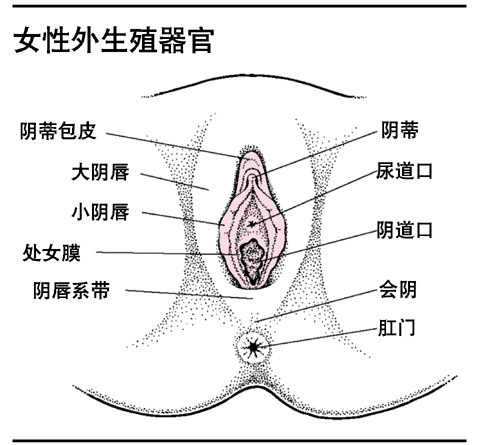 女性外生殖器官
阴蒂包皮
阴蒂
大阴唇
尿道口
小阴唇
阴道口
处女膜
阴唇系带
会阴
肛门